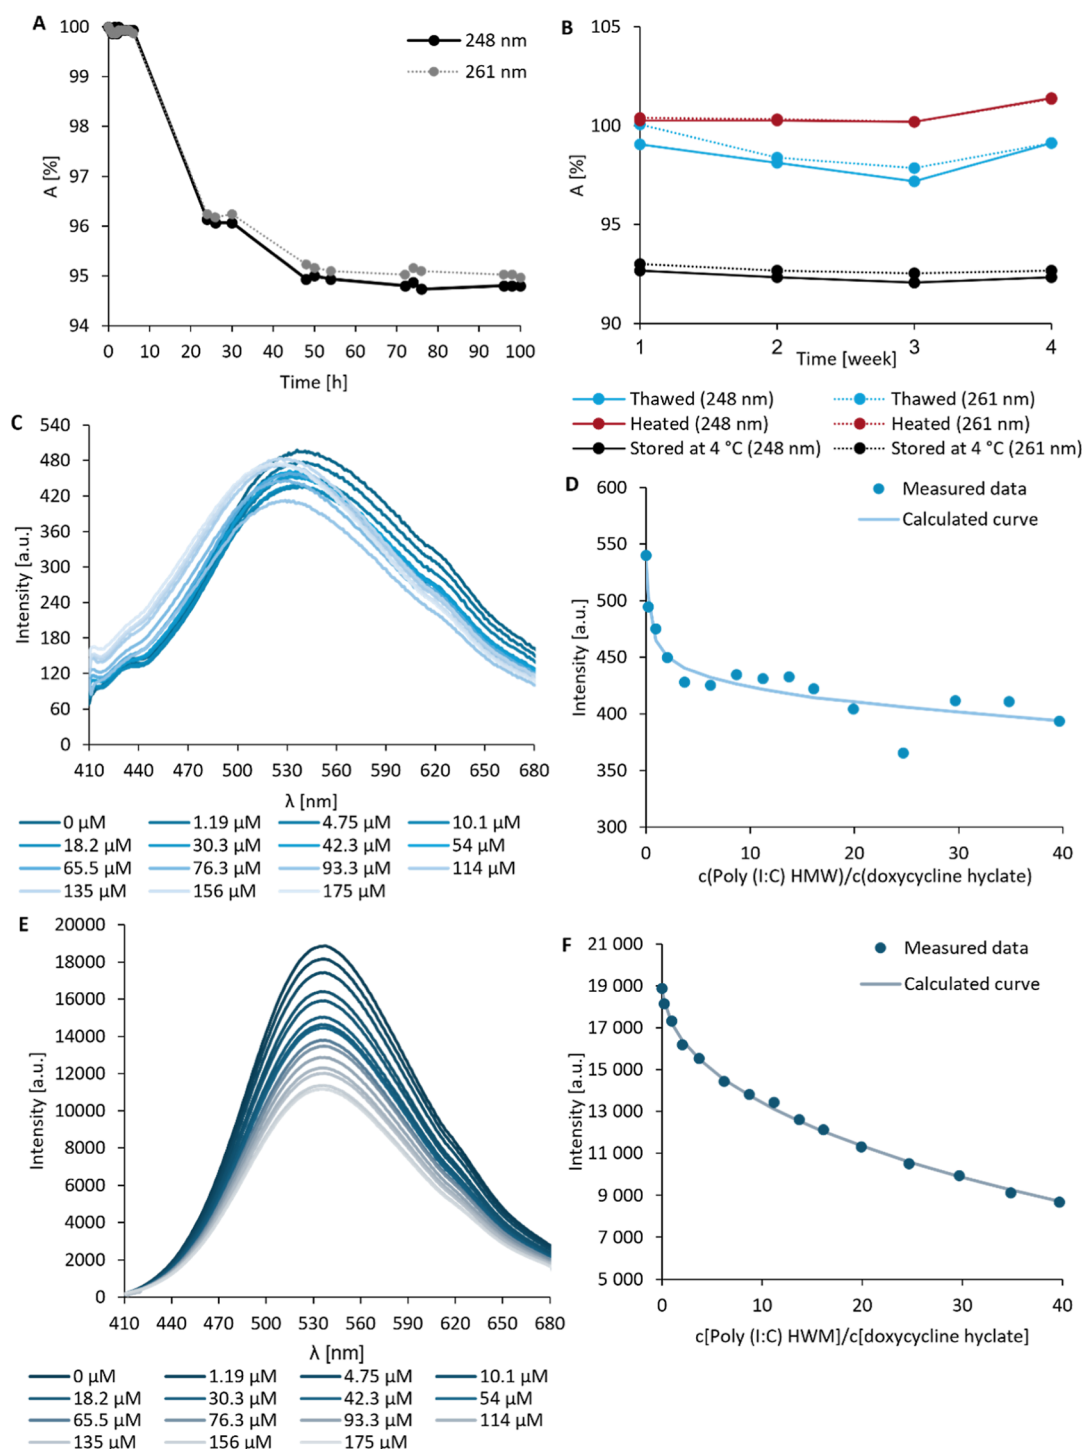 A
100
99
98
97
96
95
94
A [%]
0 10 20 30 40 50 60 70 80 90 100
Time [h]
248 nm
261 nm
B
105
100
95
90
A [%]
1 2 3 4
Time [week]
Thawed (248 nm) Thawed (261 nm)
Heated (248 nm) Heated (261 nm)
Stored at 4 °C (248 nm) Stored at 4 °C (261 nm)
C
540
480
420
360
300
240
180
120
60
0
Intensity [a.u.]
410 440 470 500 530 560 590 620 650 680
λ [nm]
0 µM 1.19 µM 4.75 µM 10.1 µM
18.2 µM 30.3 µM 42.3 µM 54 µM
65.5 µM 76.3 µM 93.3 µM 114 µM
135 µM 156 µM 175 µM
D
600
550
500
450
400
350
300
Intensity [a.u.]
Measured data
Calculated curve
0 10 20 30 40
c(Poly (I:C) HMW)/c(doxycycline hyclate)
E
20000
18000
16000
14000
12000
10000
8000
6000
4000
2000
0
Intensity [a.u.]
410 440 470 500 530 560 590 620 650 680
λ [nm]
0 µM 1.19 µM 4.75 µM 10.1 µM
18.2 µM 30.3 µM 42.3 µM 54 µM
65.5 µM 76.3 µM 93.3 µM 114 µM
135 µM 156 µM 175 µM
F
21 000
19 000
17 000
15 000
13 000
11 000
9 000
7 000
5 000
Intensity [a.u.]
Measured data
Calculated curve
0 10 20 30 40
c[Poly (I:C) HWM]/c[doxycycline hyclate]